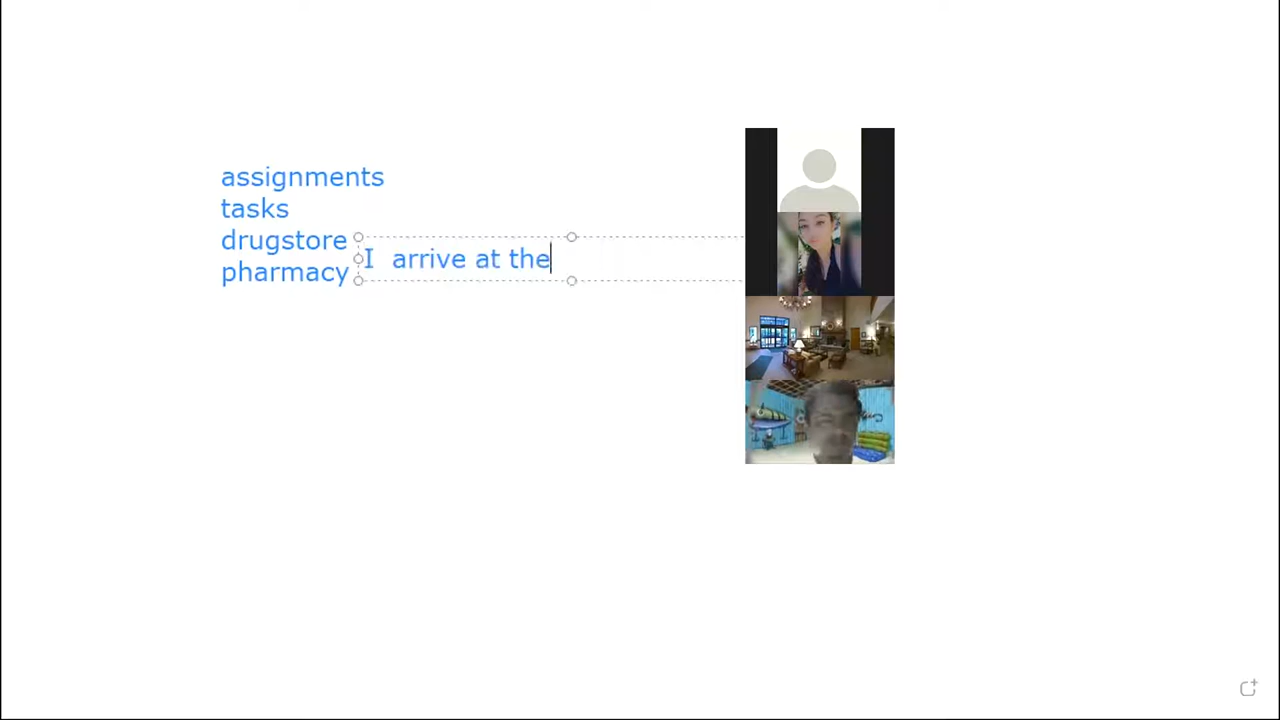 assignments
tasks
drugstore
pharmacy
I  arrive at the